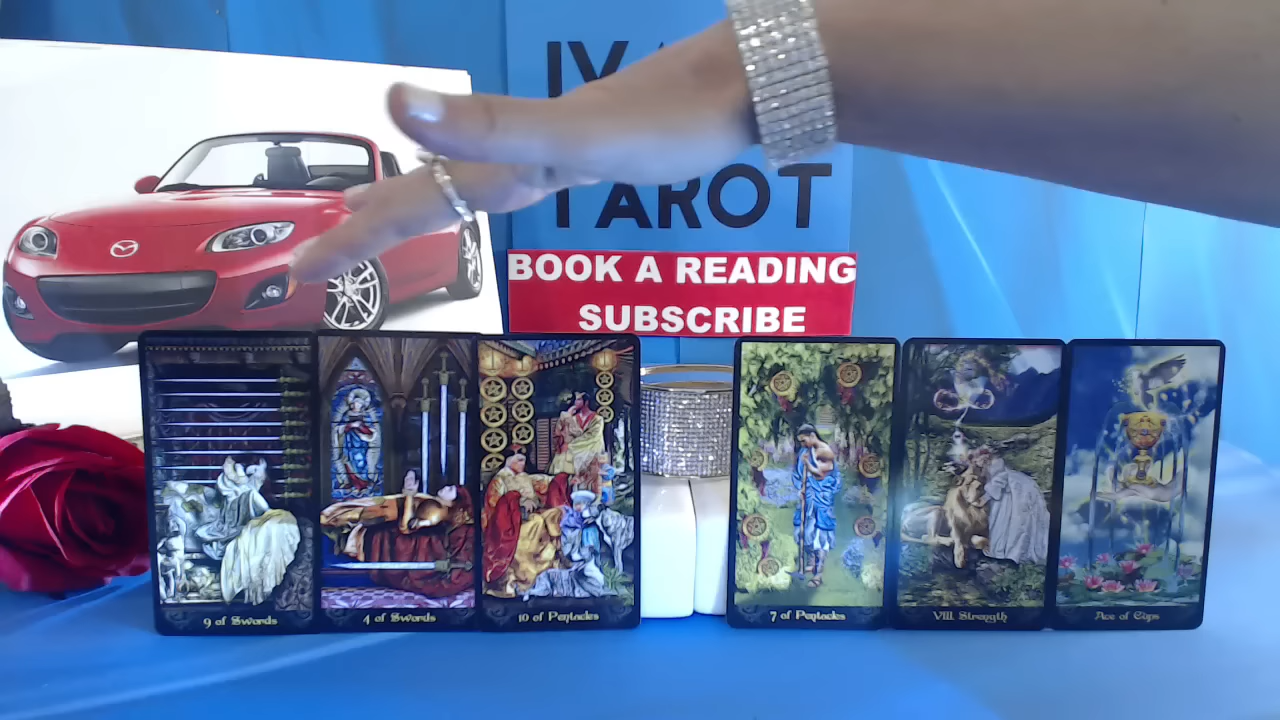 TAROT
BOOK A READING
SUBSCRIBE
9 of Swords
4 of Swords
10 of Pentacles
7 of Pentacles
VIII. Strength
Ace of Cups